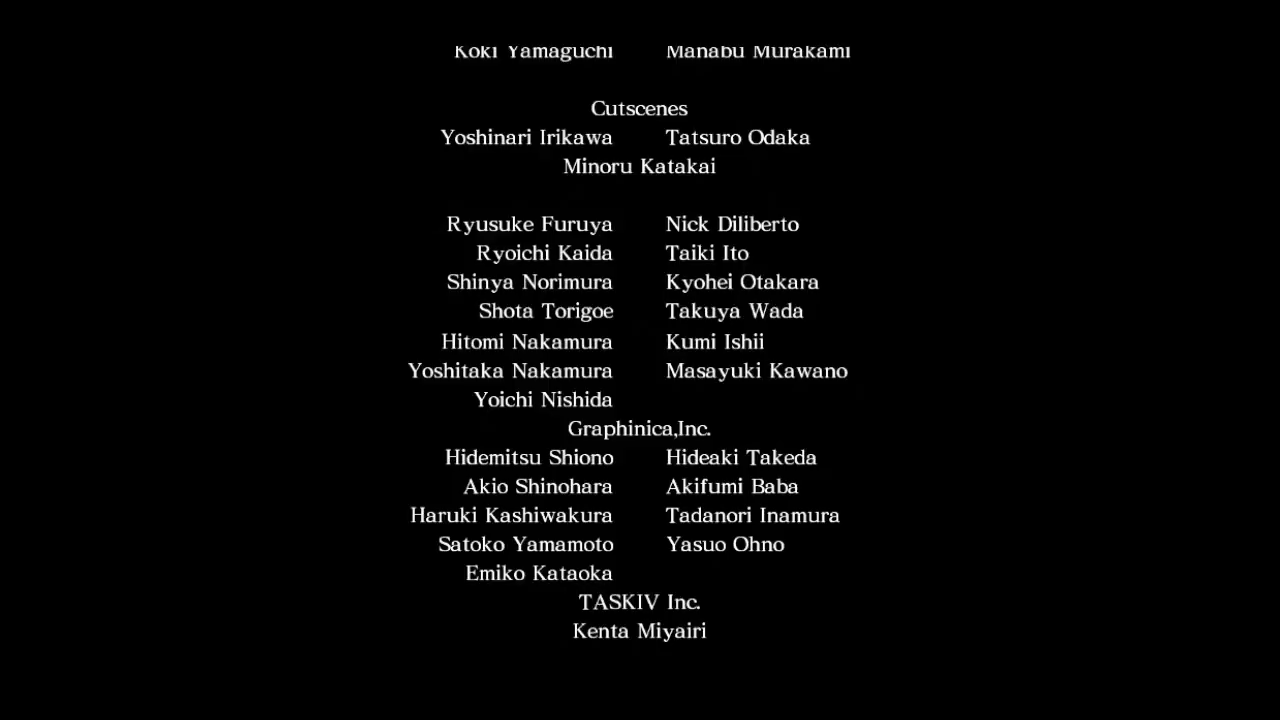 Koki Yamaguchi Manabu Murakami
Cutscenes
Yoshinari Irikawa Tatsuro Odaka
Minoru Katakai
Ryusuke Furuya Nick Diliberto
Ryoichi Kaida Taiki Ito
Shinya Norimura Kyohei Otakara
Shota Torigoe Takuya Wada
Hitomi Nakamura Kumi Ishii
Yoshitaka Nakamura Masayuki Kawano
Yoichi Nishida
Graphinica,Inc.
Hidemitsu Shiono Hideaki Takeda
Akio Shinohara Akifumi Baba
Haruki Kashiwakura Tadanori Inamura
Satoko Yamamoto Yasuo Ohno
Emiko Kataoka
TASKIV Inc.
Kenta Miyairi